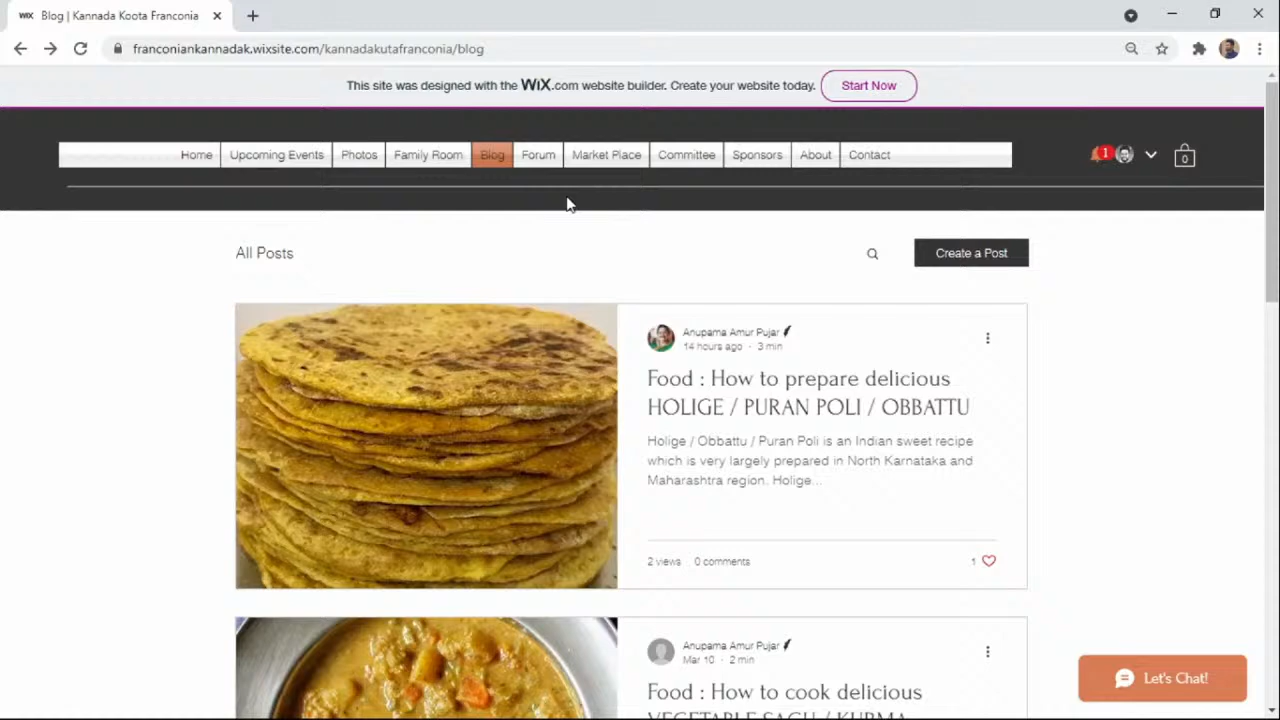 WiX Blog | Kannada Koota Franconia
franconiankannadak.wixsite.com/kannadakutafranconia/blog
This site was designed with the WiX.com website builder. Create your website today. Start Now
Home Upcoming Events Photos Family Room Blog Forum Market Place Committee Sponsors About Contact 1 0
All Posts
Create a Post
Anupama Amur Pujar
14 hours ago · 3 min
Food : How to prepare delicious
HOLIGE / PURAN POLI / OBBATTU
Holige / Obbattu / Puran Poli is an Indian sweet recipe
which is very largely prepared in North Karnataka and
Maharashtra region. Holige...
2 views 0 comments 1
Anupama Amur Pujar
Mar 10 · 2 min
Food : How to cook delicious
VEGETABLE SAGU / KURMA
Let's Chat!